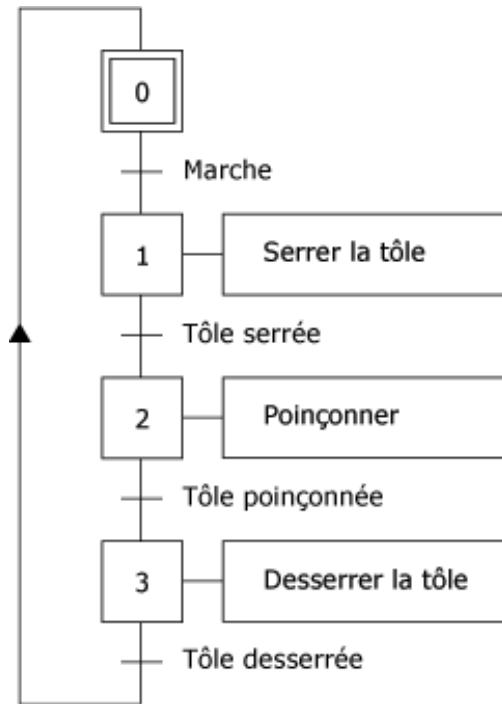 0
Marche
1
Serrer la tôle
Tôle serrée
2
Poinçonner
Tôle poinçonnée
3
Desserrer la tôle
Tôle desserrée